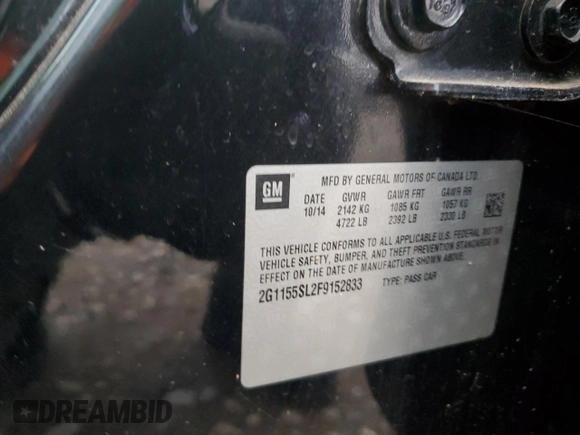 GM
MFD BY GENERAL MOTORS OF CANADA LTD.
DATE GVWR GAWR FRT GAWR RR
10/14 2142 KG 1085 KG 1057 KG
4722 LB 2392 LB 2330 LB
THIS VEHICLE CONFORMS TO ALL APPLICABLE U.S. FEDERAL MOTOR
VEHICLE SAFETY, BUMPER, AND THEFT PREVENTION STANDARDS IN
EFFECT ON THE DATE OF MANUFACTURE SHOWN ABOVE.
2G1155SL2F9152833 TYPE: PASS CAR
DREAMBID